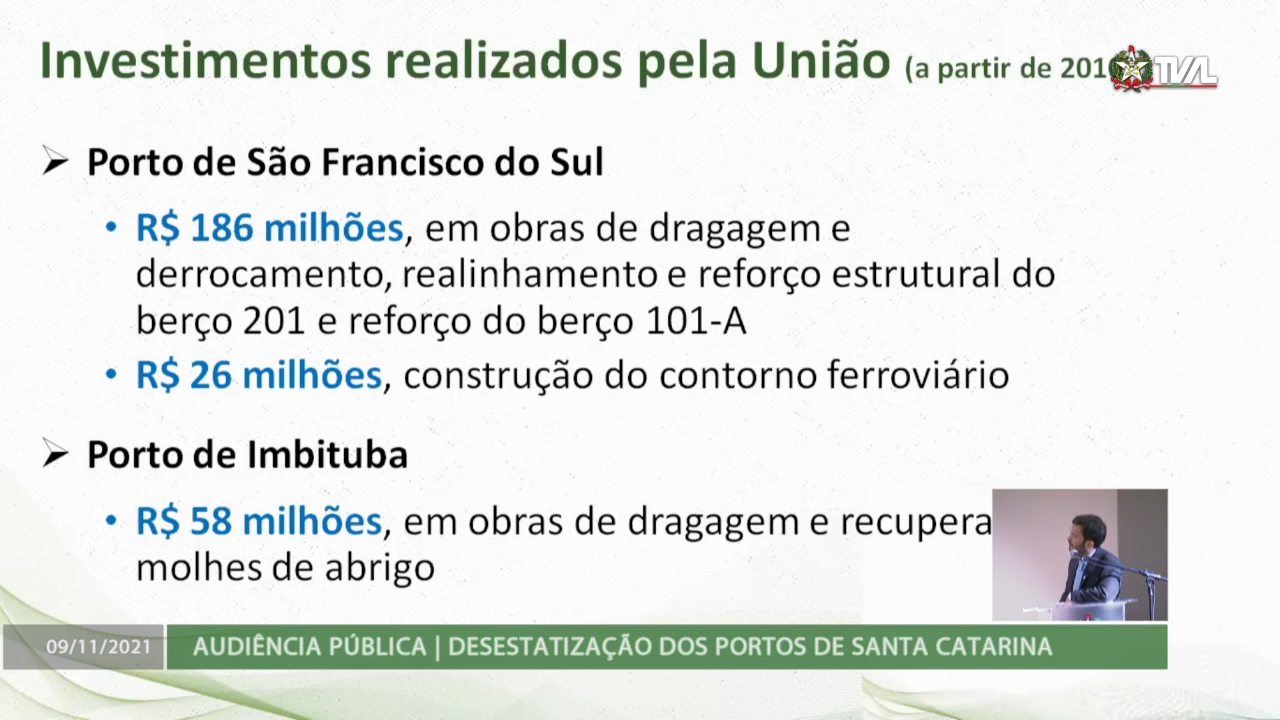 Investimentos realizados pela União (a partir de 201
TVAL
Porto de São Francisco do Sul
R$ 186 milhões, em obras de dragagem e
derrocamento, realinhamento e reforço estrutural do
berço 201 e reforço do berço 101-A
R$ 26 milhões, construção do contorno ferroviário
Porto de Imbituba
R$ 58 milhões, em obras de dragagem e recupera
molhes de abrigo
09/11/2021 AUDIÊNCIA PÚBLICA | DESESTATIZAÇÃO DOS PORTOS DE SANTA CATARINA